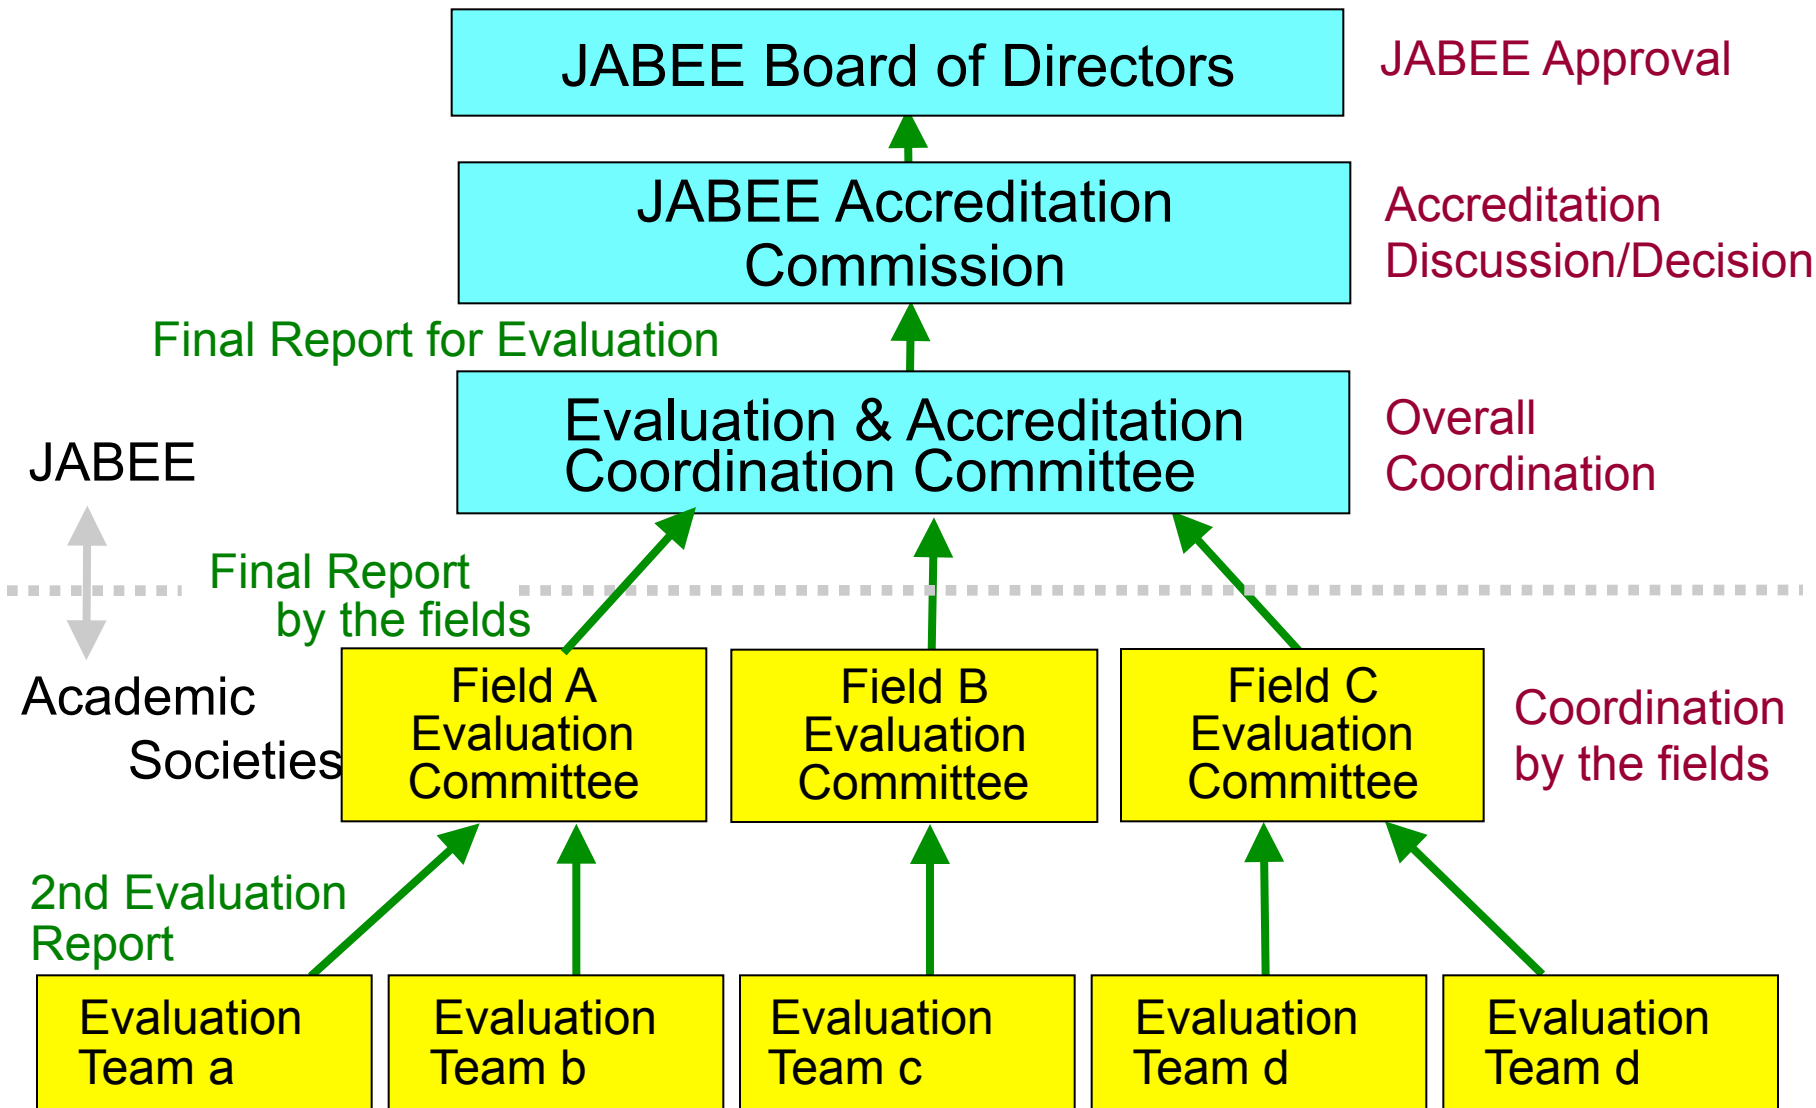 JABEE Board of Directors
JABEE Approval
JABEE Accreditation
Commission
Accreditation
Discussion/Decision
Final Report for Evaluation
Evaluation & Accreditation
Coordination Committee
Overall
Coordination
JABEE
Final Report
by the fields
Academic
Societies
Field A
Evaluation
Committee
Field B
Evaluation
Committee
Field C
Evaluation
Committee
Coordination
by the fields
2nd Evaluation
Report
Evaluation
Team a
Evaluation
Team b
Evaluation
Team c
Evaluation
Team d
Evaluation
Team d